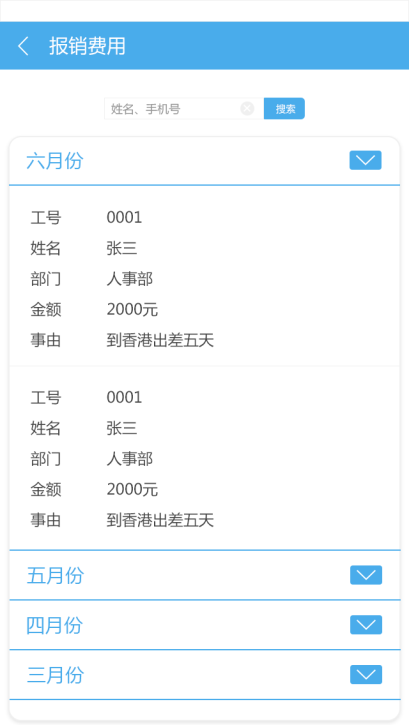 报销费用
姓名、手机号 搜索
六月份
工号 0001
姓名 张三
部门 人事部
金额 2000元
事由 到香港出差五天
工号 0001
姓名 张三
部门 人事部
金额 2000元
事由 到香港出差五天
五月份
四月份
三月份